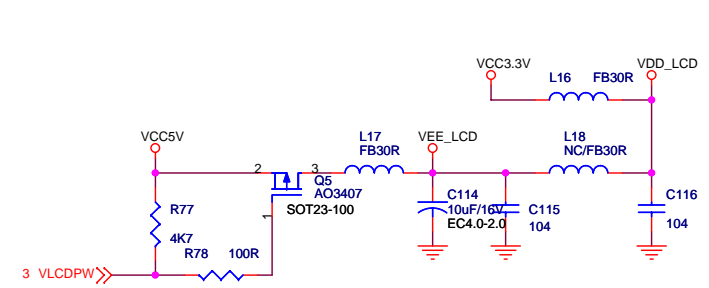 VCC3.3V
VDD_LCD
L16 FB30R
VCC5V
L17
FB30R
VEE_LCD
L18
NC/FB30R
2
3
Q5
AO3407
SOT23-100
1
R77
4K7
C114
10uF/16V
EC4.0-2.0
C115
104
C116
104
R78 100R
3 VLCDPW